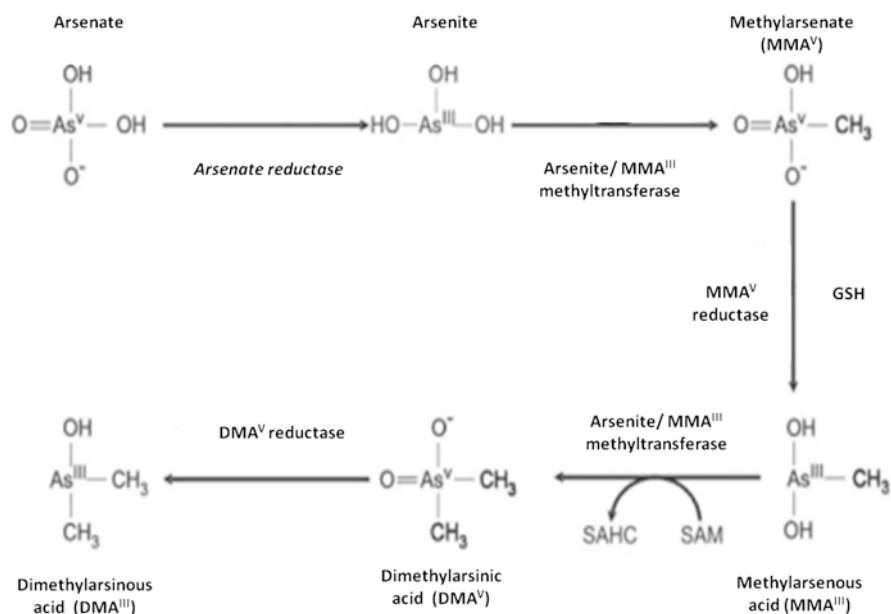 Arsenate
Arsenite
Methylarsenate
(MMAⱽ)
OH
O=Asⱽ—OH
O⁻
Arsenate reductase
OH
HO—Asᴵᴵᴵ—OH
Arsenite/ MMAᴵᴵᴵ
methyltransferase
OH
O=Asⱽ—CH₃
O⁻
MMAⱽ
reductase
GSH
OH
Asᴵᴵᴵ—CH₃
OH
Methylarsenous
acid (MMAᴵᴵᴵ)
Arsenite/ MMAᴵᴵᴵ
methyltransferase
SAHC
SAM
O⁻
O=Asⱽ—CH₃
CH₃
Dimethylarsinic
acid (DMAⱽ)
DMAⱽ reductase
OH
Asᴵᴵᴵ—CH₃
CH₃
Dimethylarsinous
acid (DMAᴵᴵᴵ)